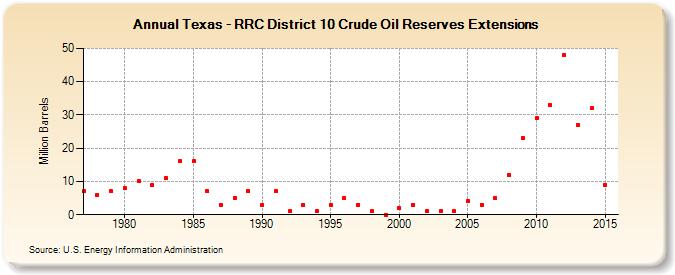 Annual Texas - RRC District 10 Crude Oil Reserves Extensions
Million Barrels
50
40
30
20
10
0
1980 1985 1990 1995 2000 2005 2010 2015
Source: U.S. Energy Information Administration